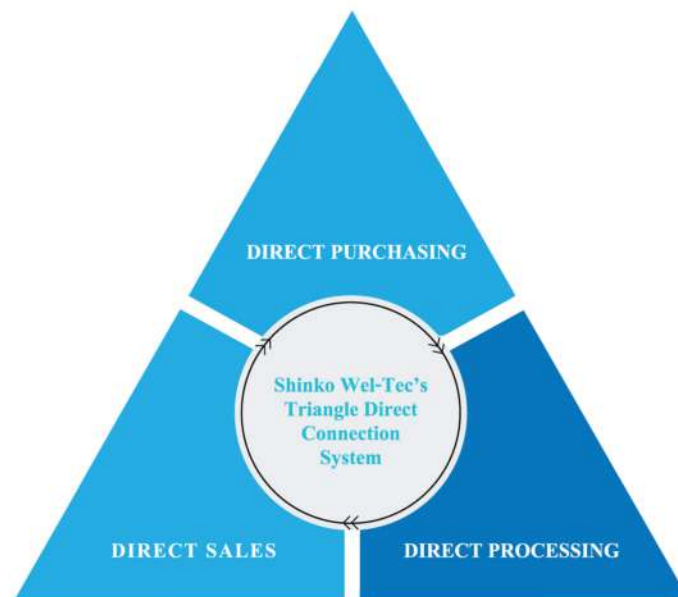 DIRECT PURCHASING
Shinko Wel-Tec's
Triangle Direct
Connection
System
DIRECT SALES
DIRECT PROCESSING